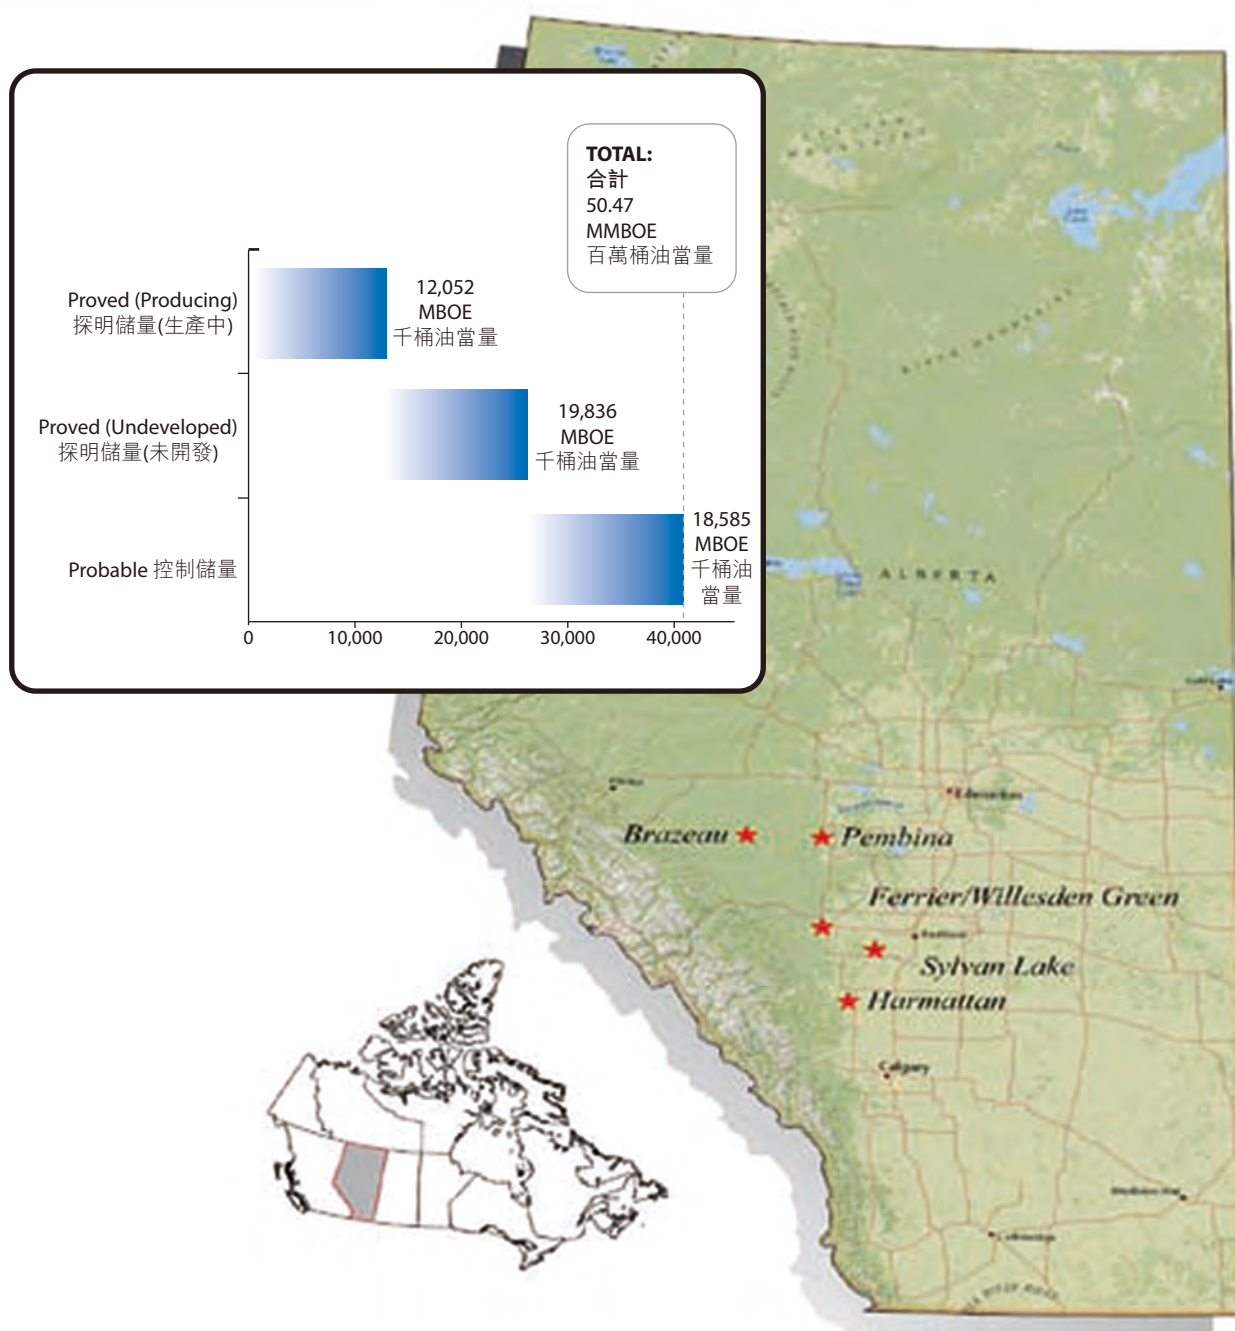 TOTAL:
合計
50.47
MMBOE
百萬桶油當量
Proved (Producing)
探明儲量(生產中)
12,052
MBOE
千桶油當量
Proved (Undeveloped)
探明儲量(未開發)
19,836
MBOE
千桶油當量
Probable 控制儲量
18,585
MBOE
千桶油
當量
0
10,000
20,000
30,000
40,000
ALBERTA
Edmonton
Brazeau
Pembina
Ferrier/Willesden Green
Sylvan Lake
Harmattan
Calgary